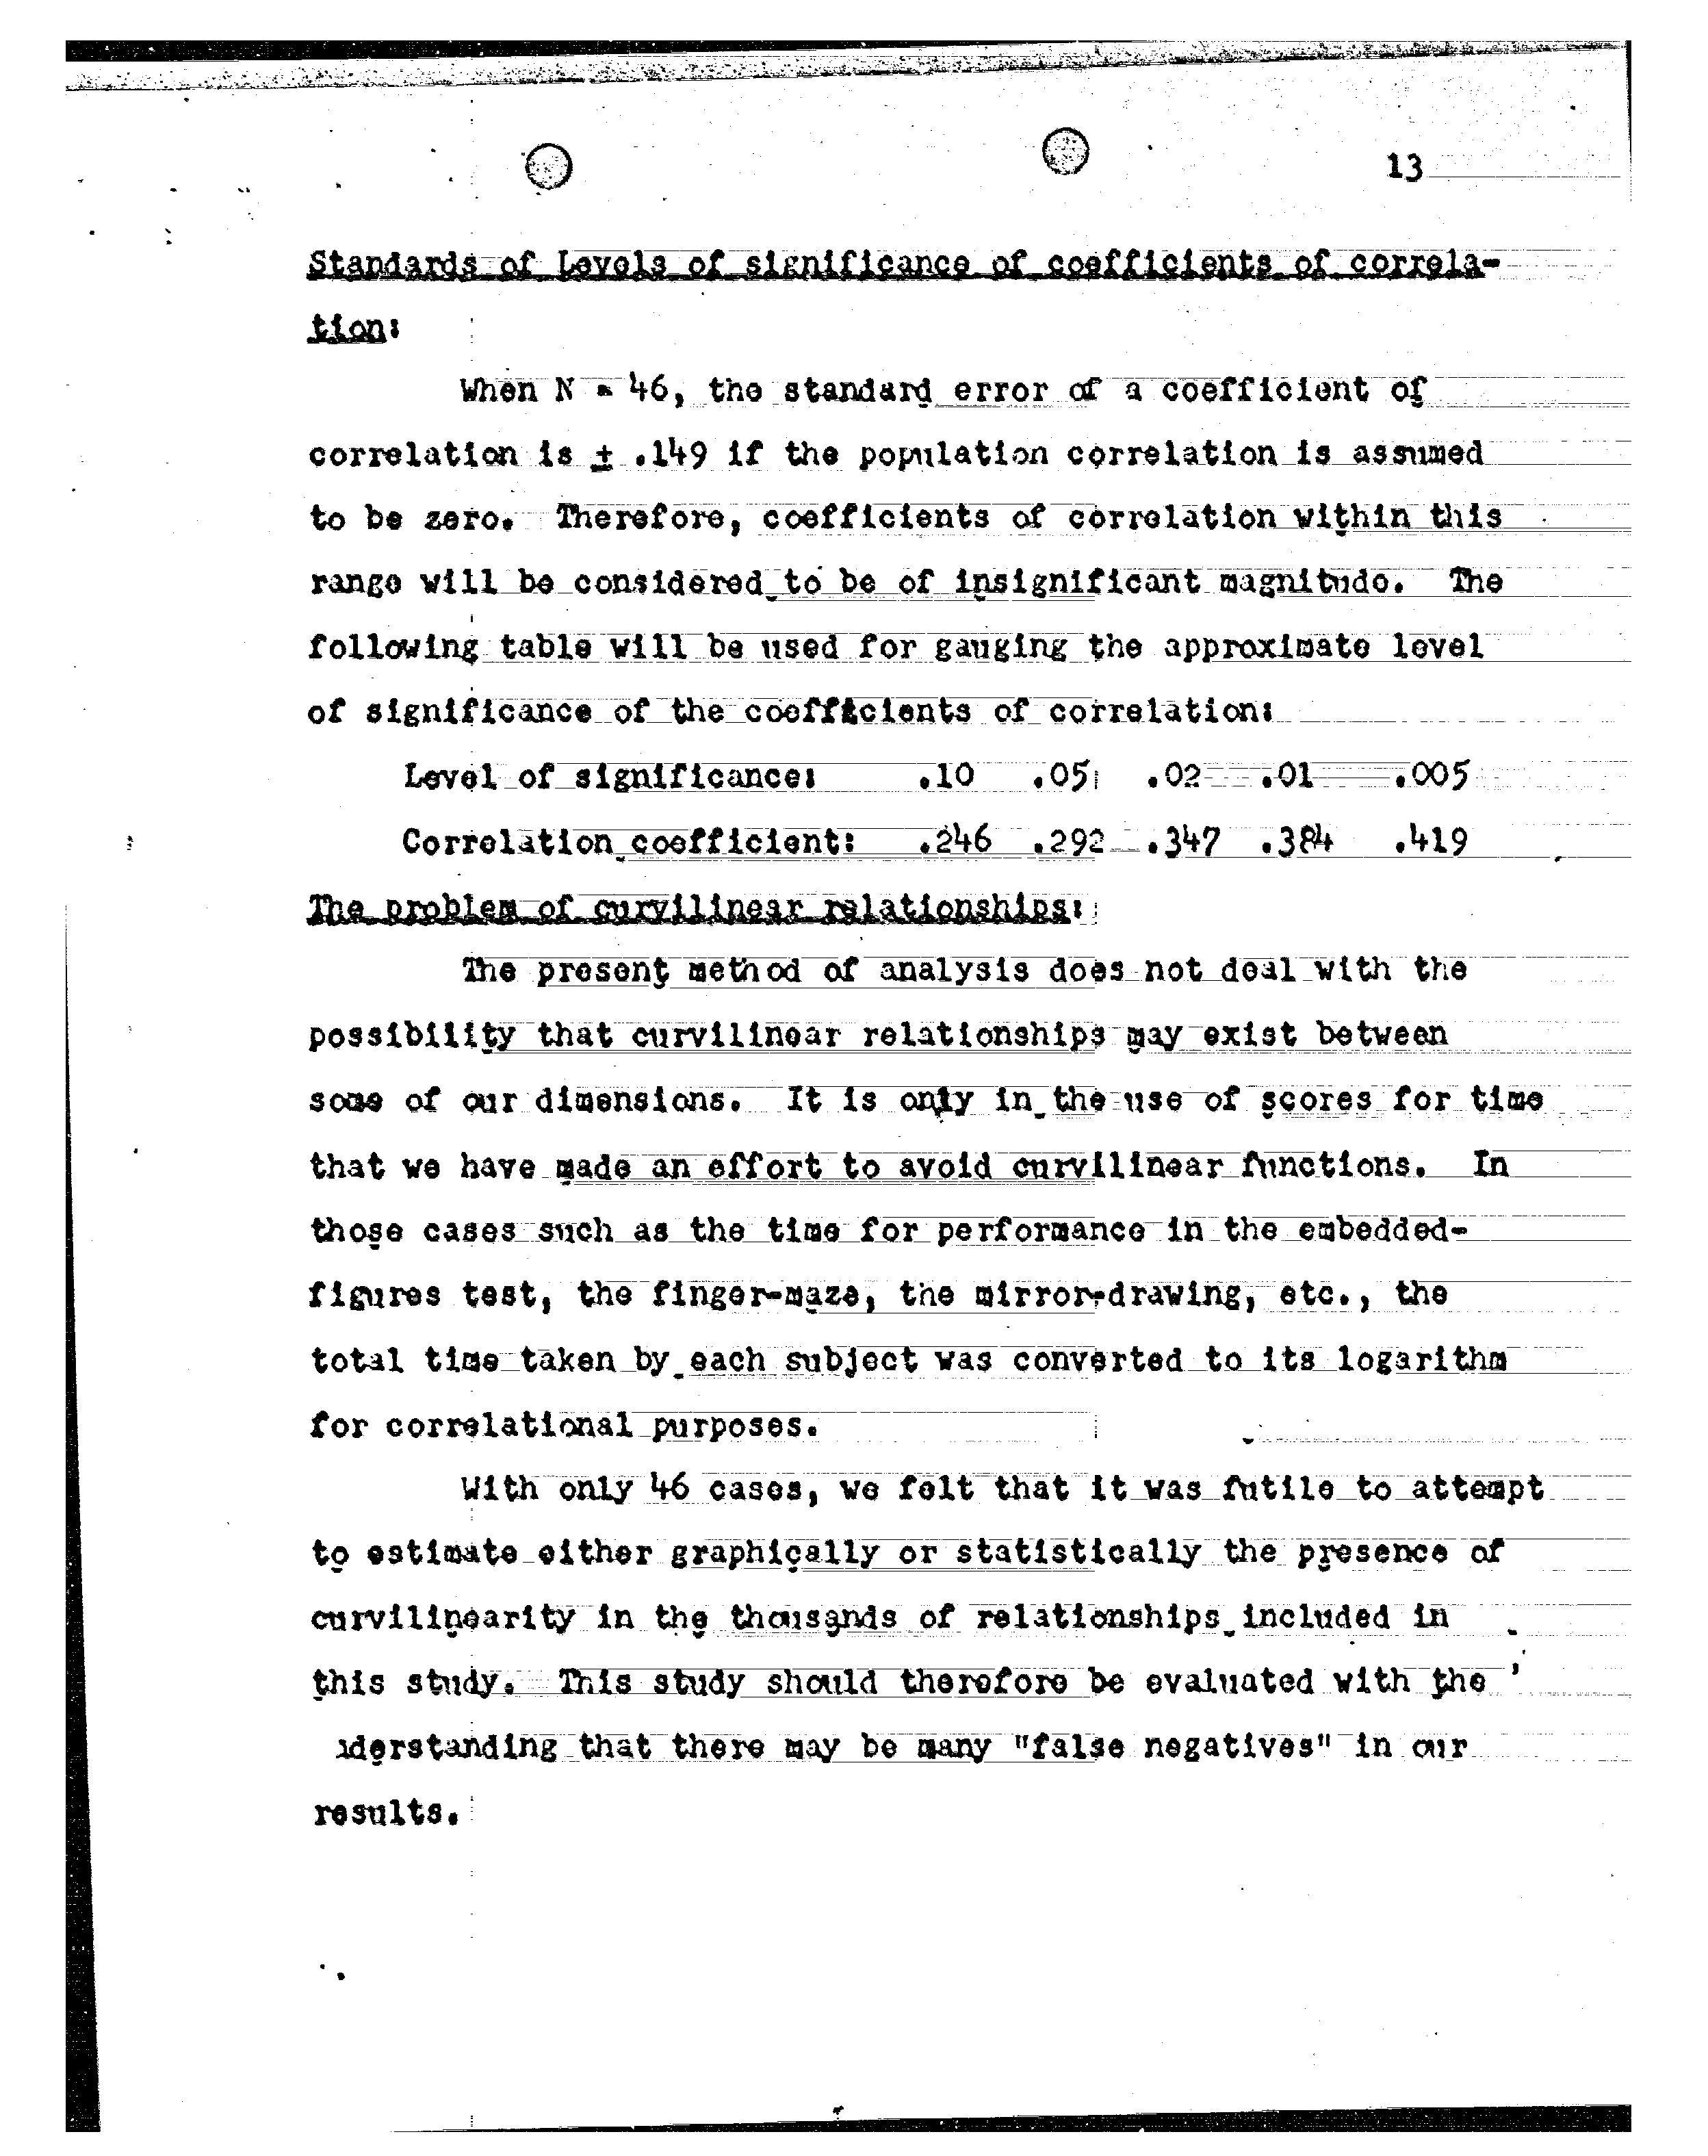 13
Standards of Levels of significance of coefficients of correla-
tion:
When N = 46, the standard error of a coefficient of
correlation is ± .149 if the population correlation is assumed
to be zero. Therefore, coefficients of correlation within this
range will be considered to be of insignificant magnitude. The
following table will be used for gauging the approximate level
of significance of the coefficients of correlation:
Level of significance: .10 .05 .02 .01 .005
Correlation coefficient: .246 .292 .347 .384 .419
The problem of curvilinear relationships:
The present method of analysis does not deal with the
possibility that curvilinear relationships may exist between
some of our dimensions. It is only in the use of scores for time
that we have made an effort to avoid curvilinear functions. In
those cases such as the time for performance in the embedded-
figures test, the finger-maze, the mirror-drawing, etc., the
total time taken by each subject was converted to its logarithm
for correlational purposes.
With only 46 cases, we felt that it was futile to attempt
to estimate either graphically or statistically the presence of
curvilinearity in the thousands of relationships included in
this study. This study should therefore be evaluated with the
nderstanding that there may be many "false negatives" in our
results.